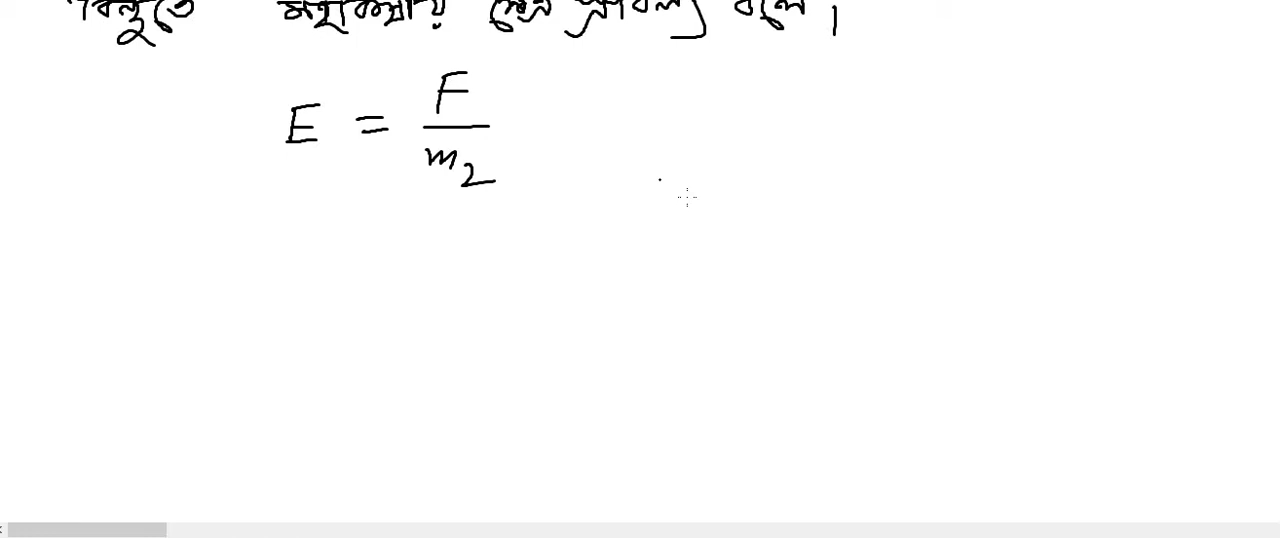 বিন্দুতে মহাকর্ষীয় ক্ষেত্র প্রাবল্য বলে।
E = F / m₂